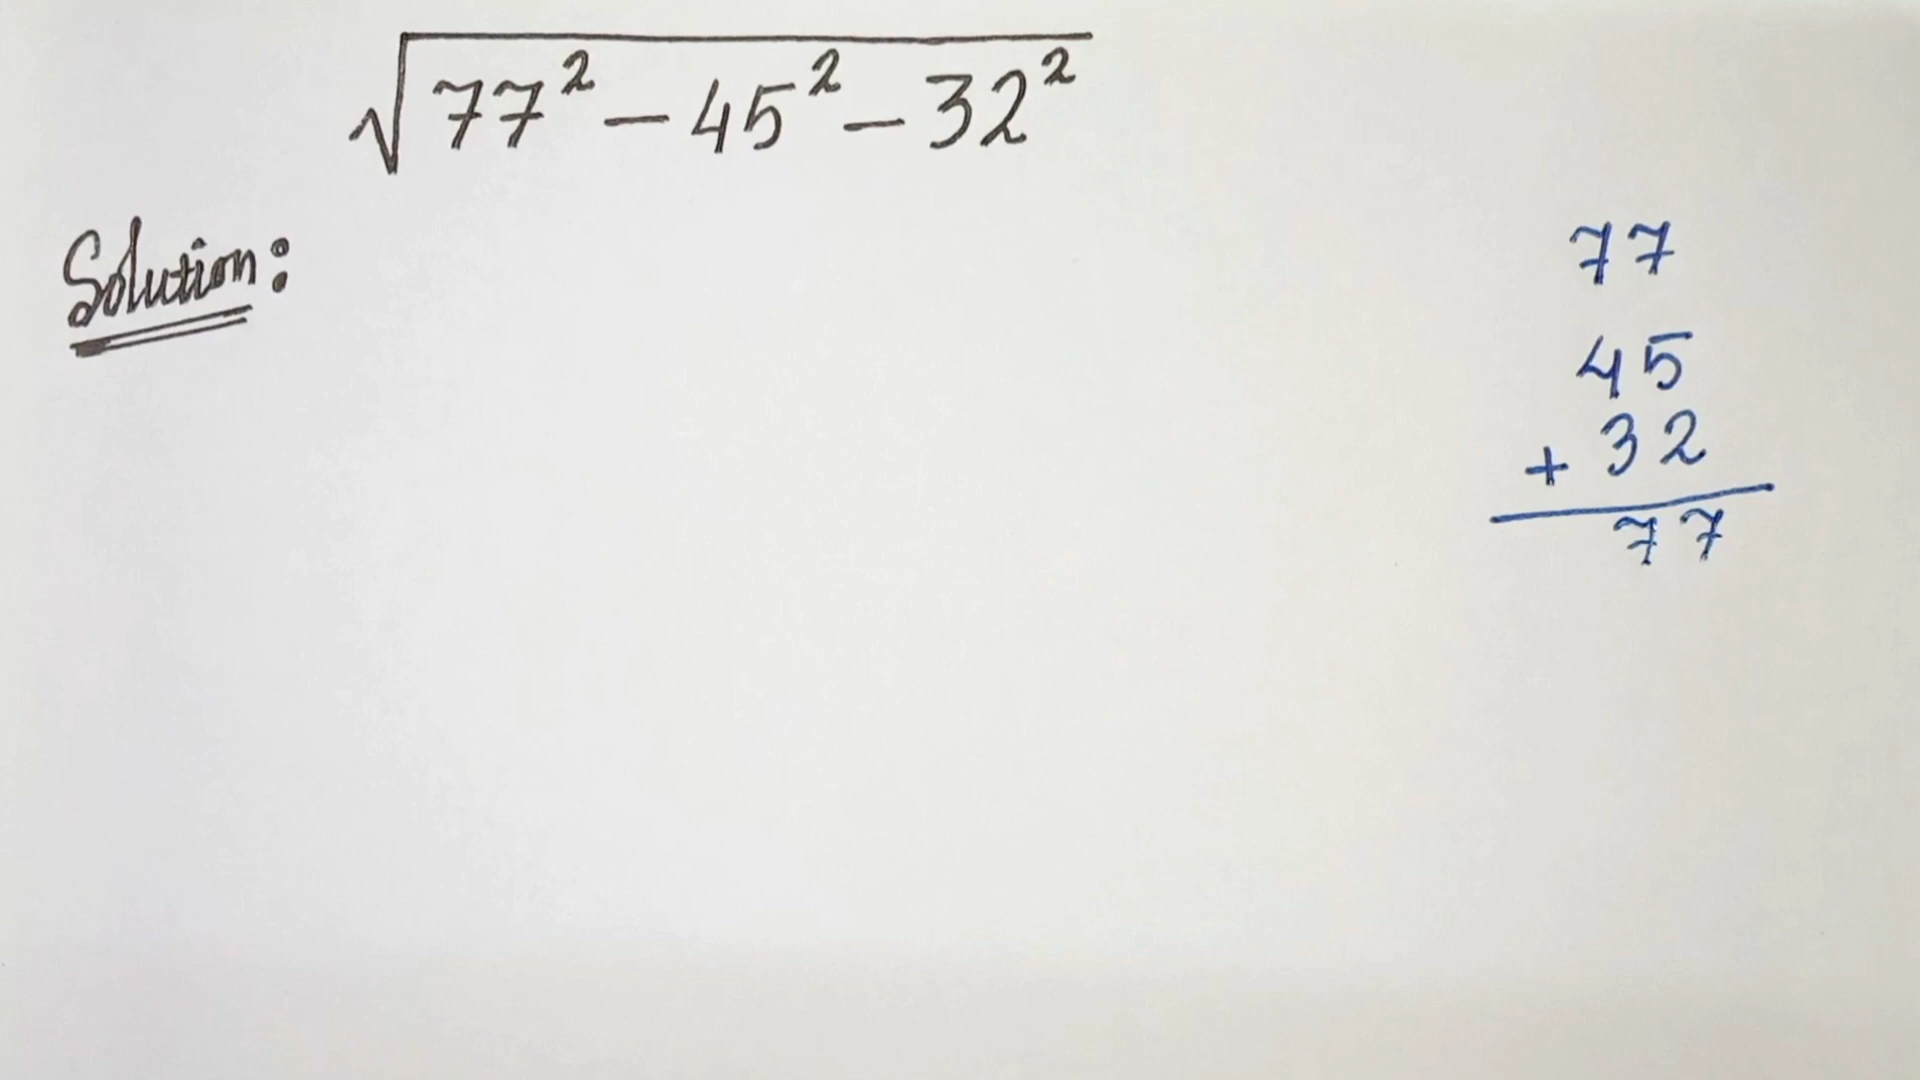 √77² – 45² – 32²
Solution:
77
45
+ 32
77